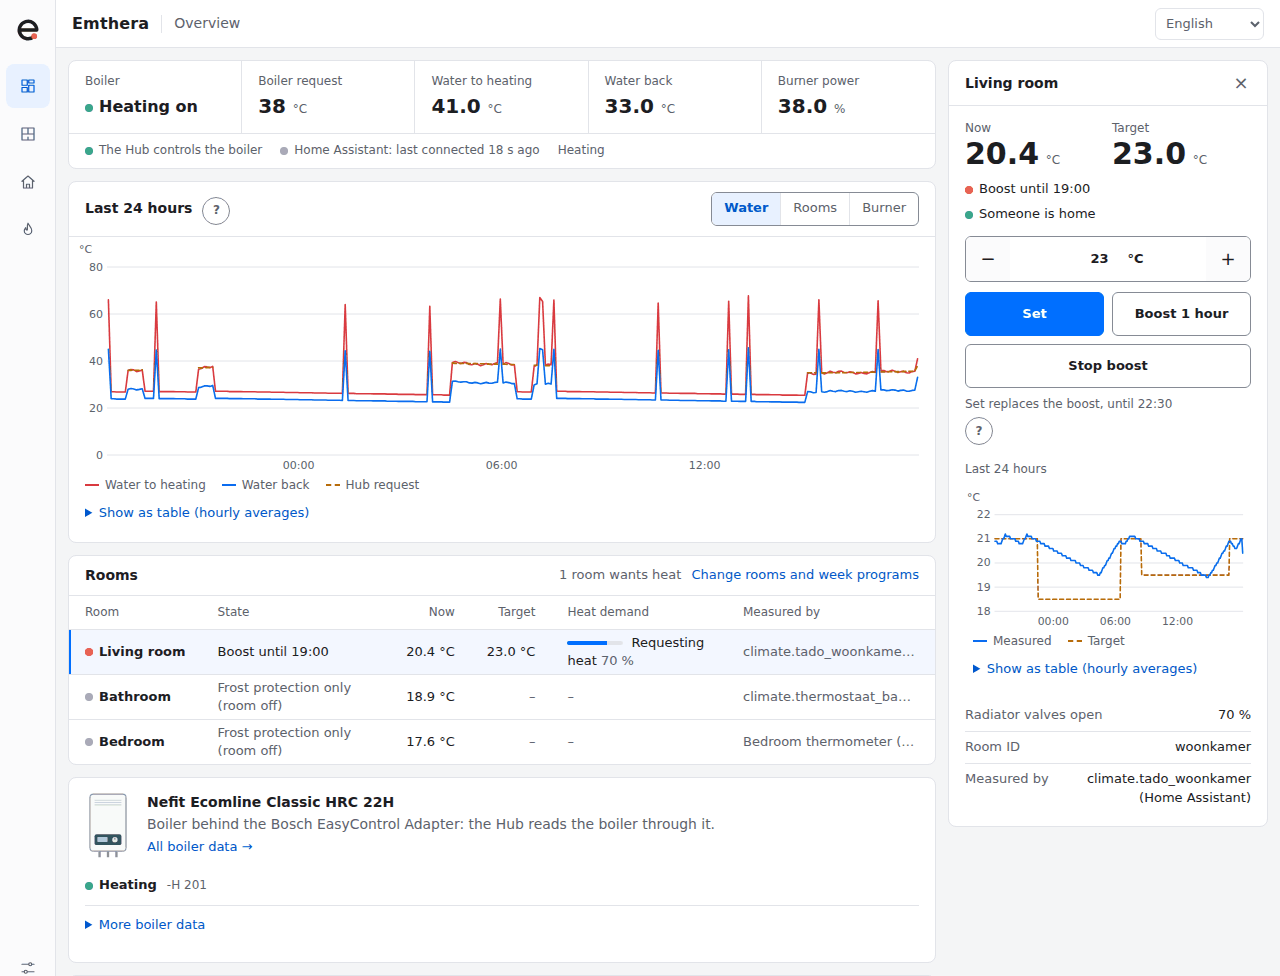 Emthera
Overview
English
Boiler
Heating on
Boiler request
38 °C
Water to heating
41.0 °C
Water back
33.0 °C
Burner power
38.0 %
The Hub controls the boiler
Home Assistant: last connected 18 s ago
Heating
Last 24 hours
?
Water
Rooms
Burner
°C
80
60
40
20
0
00:00
06:00
12:00
Water to heating
Water back
Hub request
Show as table (hourly averages)
Rooms
1 room wants heat
Change rooms and week programs
Room State Now Target Heat demand Measured by
Living room Boost until 19:00 20.4 °C 23.0 °C Requesting
heat 70 %
climate.tado_woonkame…
Bathroom
Frost protection only
(room off)
18.9 °C – –
climate.thermostaat_ba…
Bedroom
Frost protection only
(room off)
17.6 °C – –
Bedroom thermometer (…
Nefit Ecomline Classic HRC 22H
Boiler behind the Bosch EasyControl Adapter: the Hub reads the boiler through it.
All boiler data →
Heating -H 201
More boiler data
Living room
×
Now
20.4 °C
Target
23.0 °C
Boost until 19:00
Someone is home
− 23 °C +
Set
Boost 1 hour
Stop boost
Set replaces the boost, until 22:30
?
Last 24 hours
°C
22
21
20
19
18
00:00
06:00
12:00
Measured
Target
Show as table (hourly averages)
Radiator valves open 70 %
Room ID woonkamer
Measured by climate.tado_woonkamer
(Home Assistant)